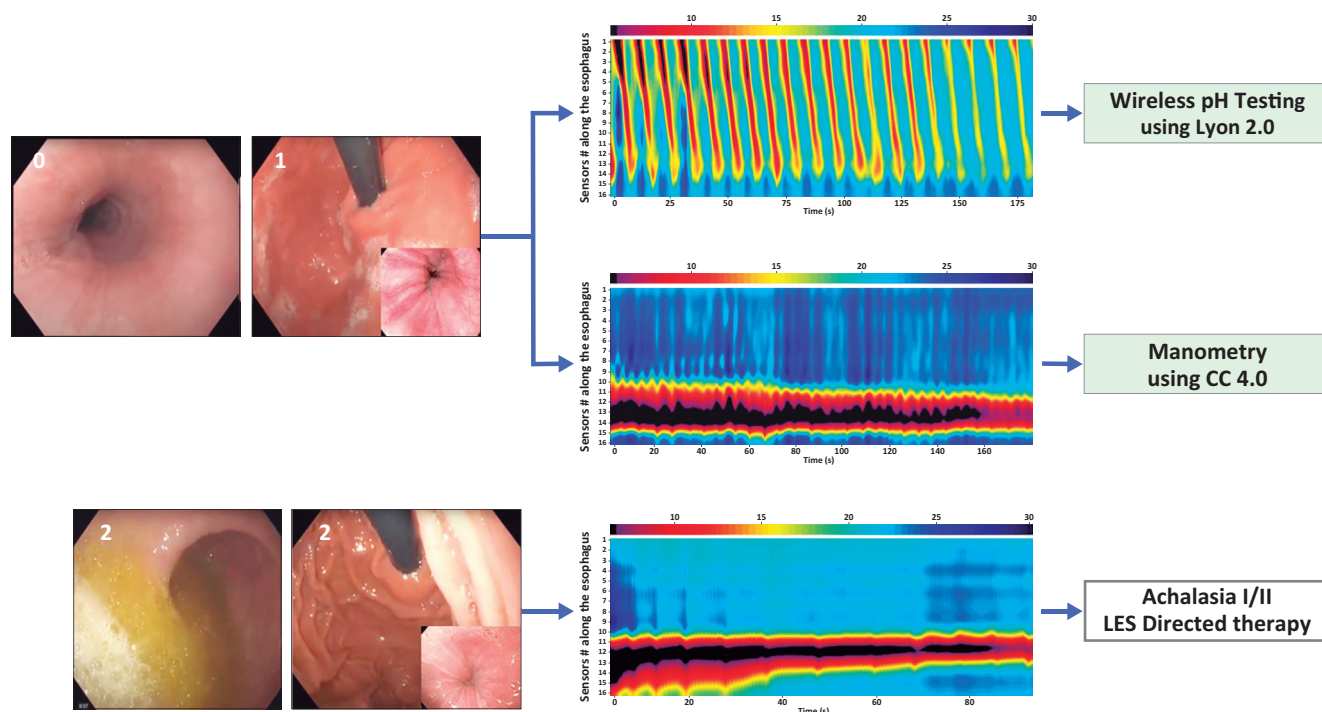 10 15 20 25 30
Sensors # along the esophagus
1
2
3
4
5
6
7
8
9
10
11
12
13
14
15
16
0 25 50 75 100 125 150 175
Time (s)
Wireless pH Testing
using Lyon 2.0
0
1
10 15 20 25 30
Sensors # along the esophagus
1
2
3
4
5
6
7
8
9
10
11
12
13
14
15
16
0 20 40 60 80 100 120 140 160
Time (s)
Manometry
using CC 4.0
2
2
10 15 20 25 30
Sensors # along the esophagus
1
2
3
4
5
6
7
8
9
10
11
12
13
14
15
16
0 20 40 60 80
Time (s)
Achalasia I/II
LES Directed therapy